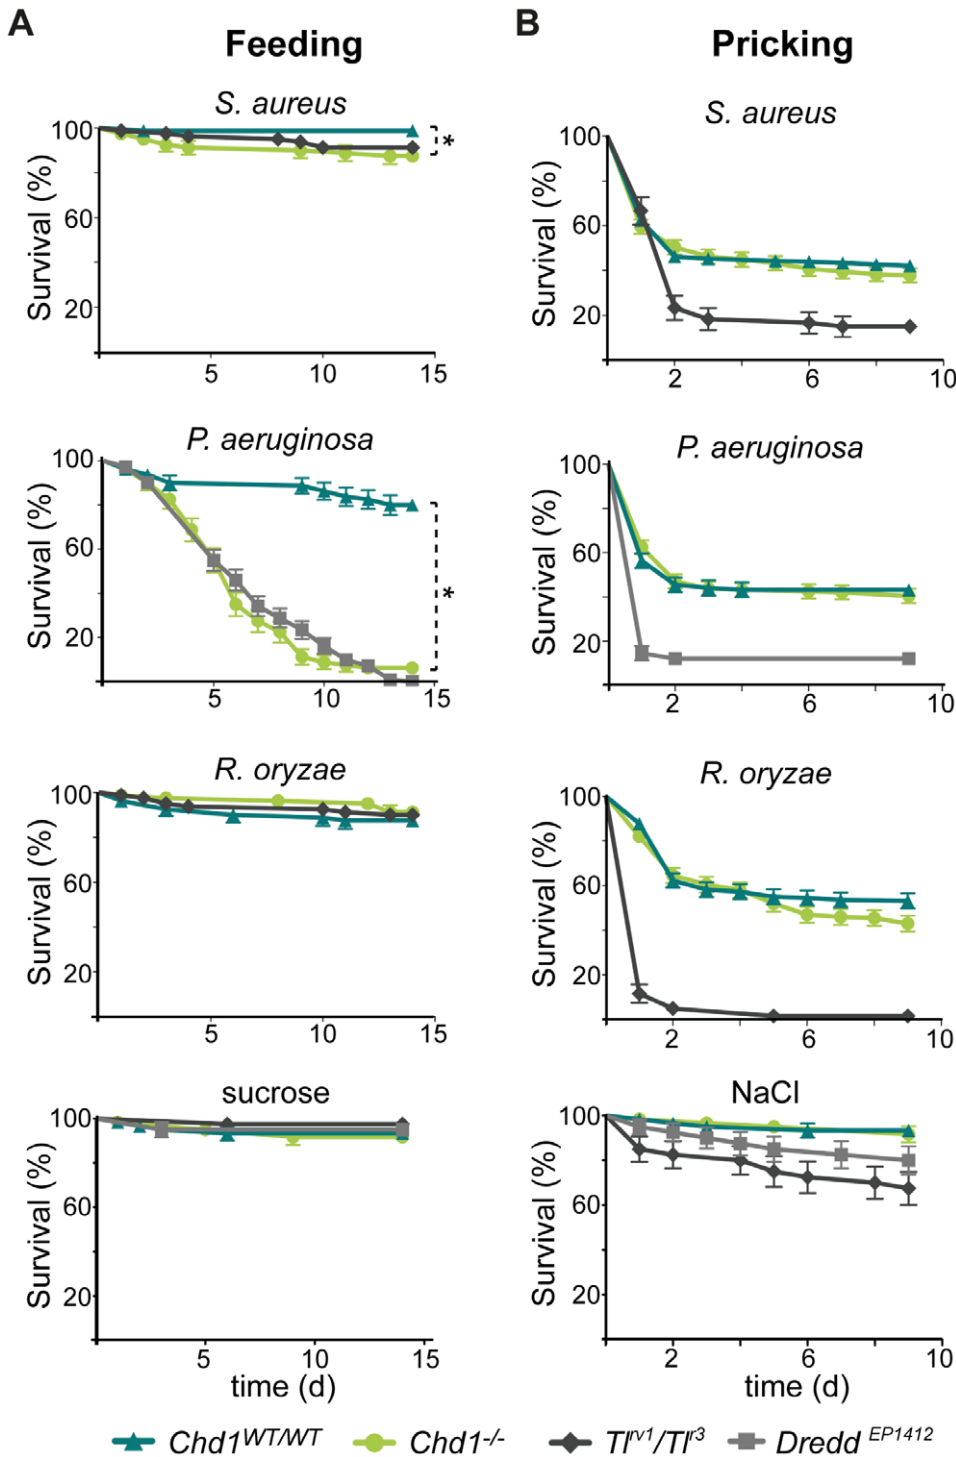 A
B
Feeding
Pricking
S. aureus
Survival (%)
100
60
20
5
10
15
S. aureus
Survival (%)
100
60
20
2
6
10
*
P. aeruginosa
Survival (%)
100
60
20
5
10
15
*
P. aeruginosa
Survival (%)
100
60
20
2
6
10
R. oryzae
Survival (%)
100
60
20
5
10
15
R. oryzae
Survival (%)
100
60
20
2
6
10
sucrose
Survival (%)
100
60
20
5
10
15
time (d)
NaCl
Survival (%)
100
60
20
2
6
10
time (d)
Chd1WT/WT
Chd1-/-
Tlrv1/Tlr3
Dredd EP1412